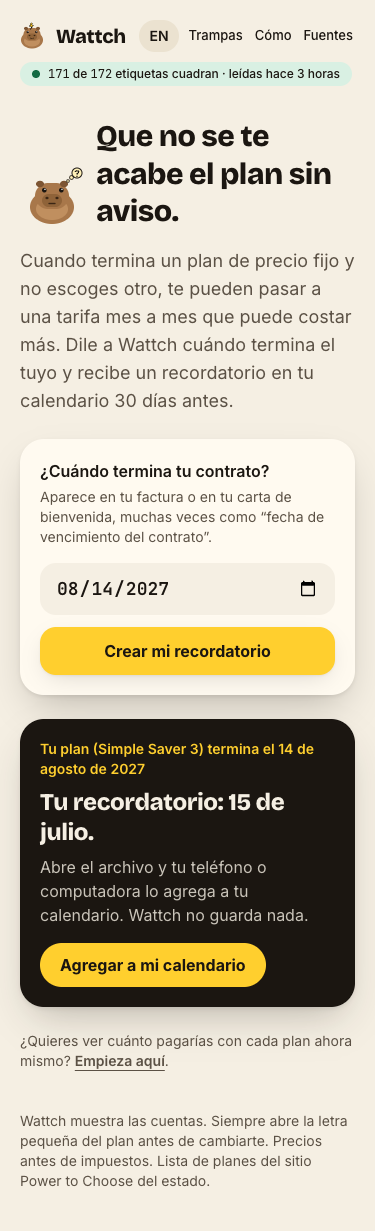 Wattch
EN
Trampas
Cómo
Fuentes
171 de 172 etiquetas cuadran · leídas hace 3 horas
?
Que no se te
acabe el plan sin
aviso.
Cuando termina un plan de precio fijo y
no escoges otro, te pueden pasar a
una tarifa mes a mes que puede costar
más. Dile a Wattch cuándo termina el
tuyo y recibe un recordatorio en tu
calendario 30 días antes.
¿Cuándo termina tu contrato?
Aparece en tu factura o en tu carta de
bienvenida, muchas veces como “fecha de
vencimiento del contrato”.
08/14/2027
Crear mi recordatorio
Tu plan (Simple Saver 3) termina el 14 de
agosto de 2027
Tu recordatorio: 15 de
julio.
Abre el archivo y tu teléfono o
computadora lo agrega a tu
calendario. Wattch no guarda nada.
Agregar a mi calendario
¿Quieres ver cuánto pagarías con cada plan ahora
mismo? Empieza aquí.
Wattch muestra las cuentas. Siempre abre la letra
pequeña del plan antes de cambiarte. Precios
antes de impuestos. Lista de planes del sitio
Power to Choose del estado.